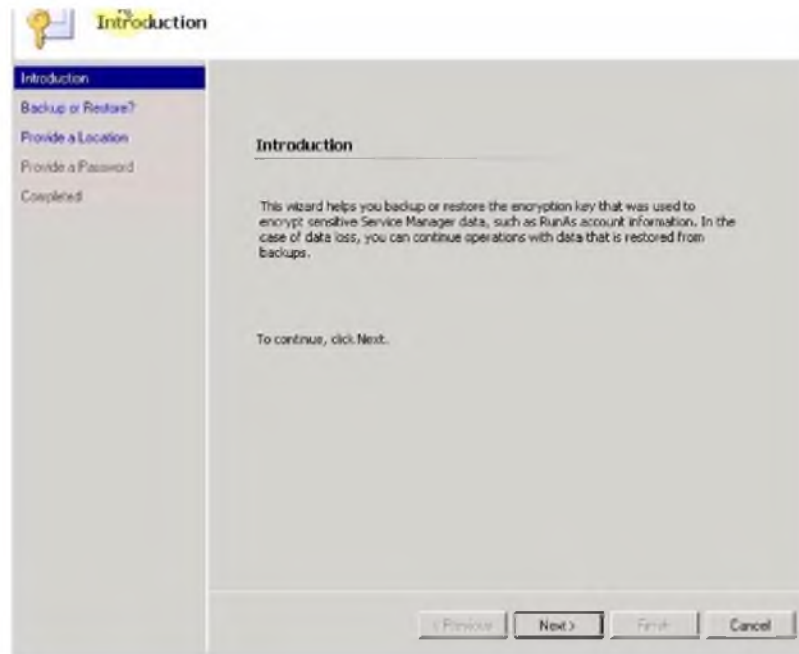 Introduction
Introduction
Backup or Restore?
Provide a Location
Provide a Password
Completed
Introduction
This wizard helps you backup or restore the encryption key that was used to
encrypt sensitive Service Manager data, such as RunAs account information. In the
case of data loss, you can continue operations with data that is restored from
backups.
To continue, click Next.
< Previous
Next >
Finish
Cancel